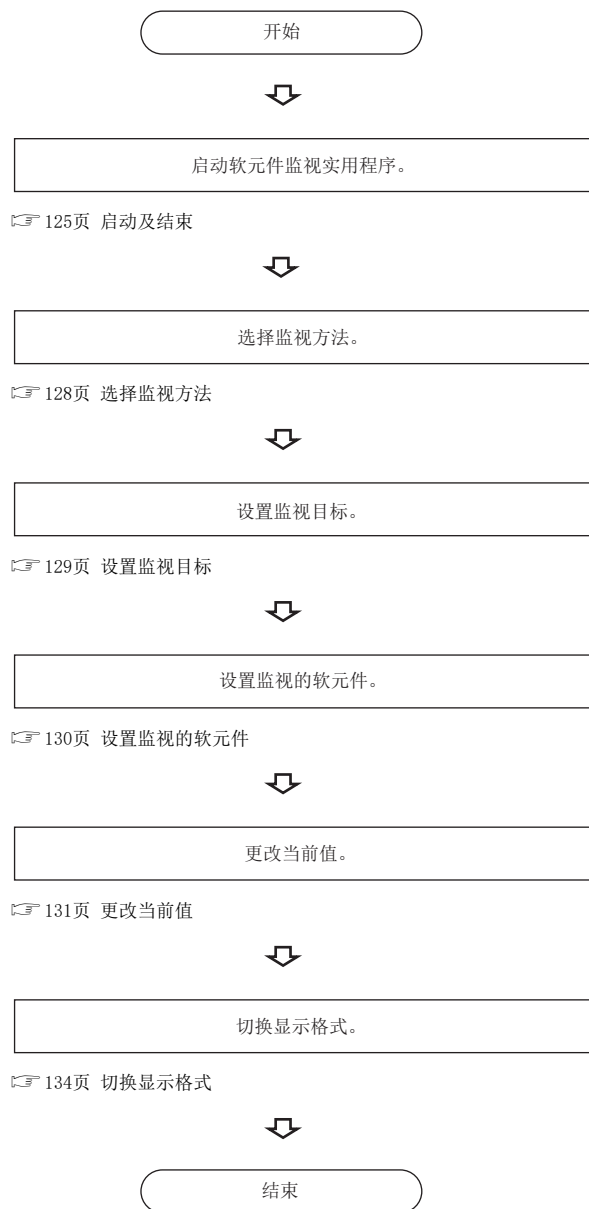 开始
启动软元件监视实用程序。
☞ 125页 启动及结束
选择监视方法。
☞ 128页 选择监视方法
设置监视目标。
☞ 129页 设置监视目标
设置监视的软元件。
☞ 130页 设置监视的软元件
更改当前值。
☞ 131页 更改当前值
切换显示格式。
☞ 134页 切换显示格式
结束